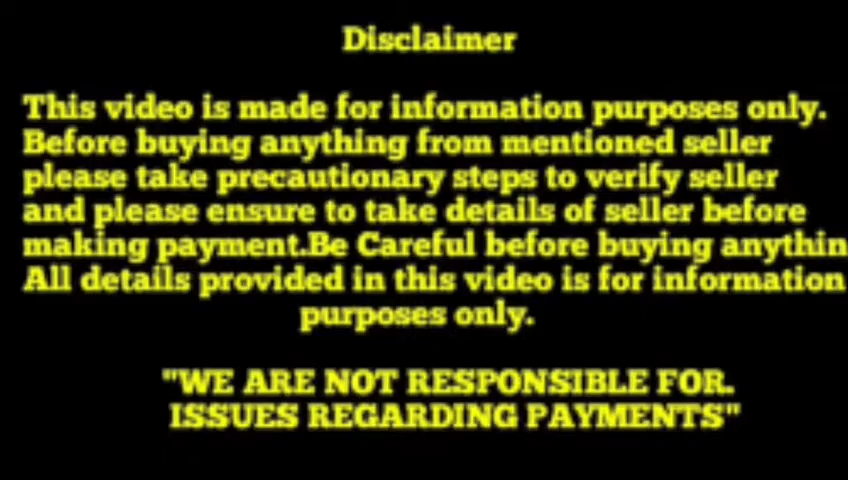 Disclaimer
This video is made for information purposes only.
Before buying anything from mentioned seller
please take precautionary steps to verify seller
and please ensure to take details of seller before
making payment.Be Careful before buying anythin
All details provided in this video is for information
purposes only.
"WE ARE NOT RESPONSIBLE FOR.
ISSUES REGARDING PAYMENTS"